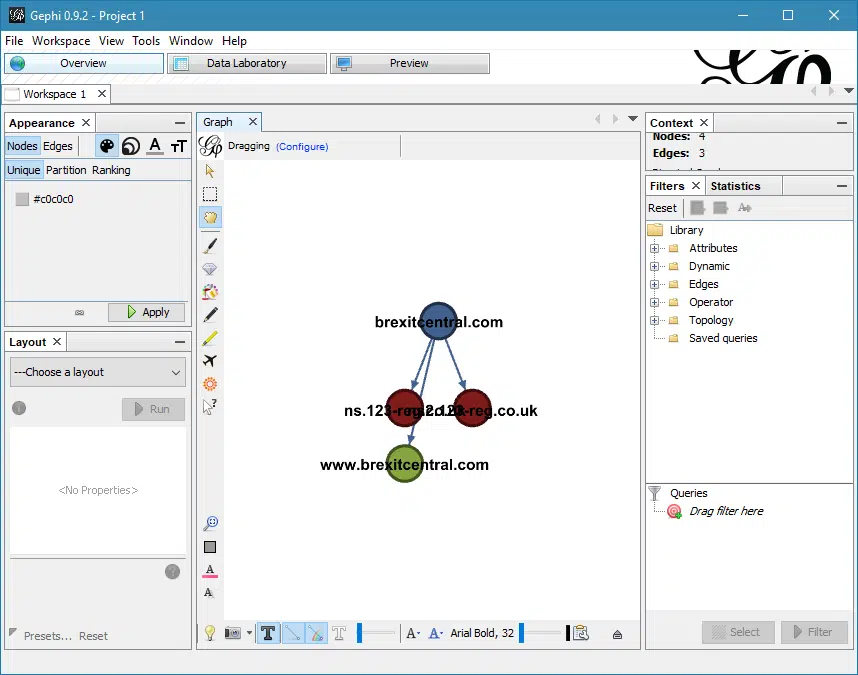 Gephi 0.9.2 - Project 1
File Workspace View Tools Window Help
Overview Data Laboratory Preview
Workspace 1
Appearance
Nodes Edges
Unique Partition Ranking
#c0c0c0
Apply
Layout
---Choose a layout
Run
<No Properties>
Presets... Reset
Graph
Dragging (Configure)
brexitcentral.com
ns.123-reg.co.uk ns2.123-reg.co.uk
www.brexitcentral.com
Arial Bold, 32
Context
Nodes: 4
Edges: 3
Filters Statistics
Reset
Library
Attributes
Dynamic
Edges
Operator
Topology
Saved queries
Queries
Drag filter here
Select Filter